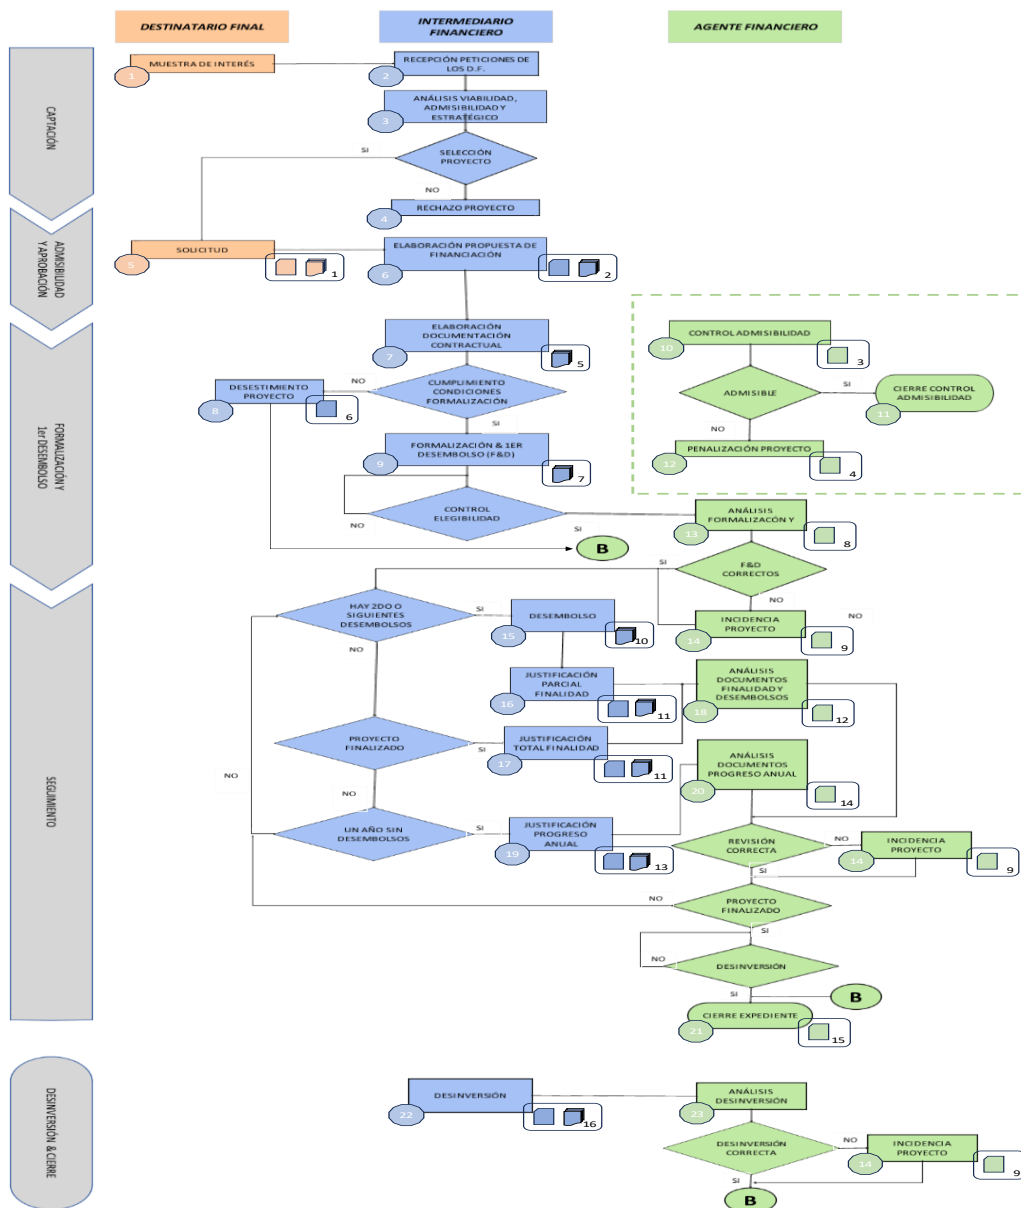 DESTINATARIO FINAL
INTERMEDIARIO
FINANCIERO
AGENTE FINANCIERO
CAPTACIÓN
1
MUESTRA DE INTERÉS
2
RECEPCIÓN PETICIONES DE
LOS D.F.
3
ANÁLISIS VIABILIDAD,
ADMISIBILIDAD Y
ESTRATÉGICO
SI
SELECCIÓN
PROYECTO
NO
4
RECHAZO PROYECTO
ADMISIBILIDAD
Y APROBACIÓN
5
SOLICITUD
1
6
ELABORACIÓN PROPUESTA DE
FINANCIACIÓN
2
FORMALIZACIÓN Y
1er DESEMBOLSO
7
ELABORACIÓN
DOCUMENTACIÓN
CONTRACTUAL
5
10
CONTROL ADMISIBILIDAD
3
8
DESESTIMIENTO
PROYECTO
6
NO
CUMPLIMIENTO
CONDICIONES
FORMALIZACIÓN
SI
ADMISIBLE
SI
11
CIERRE CONTROL
ADMISIBILIDAD
NO
12
PENALIZACIÓN PROYECTO
4
9
FORMALIZACIÓN & 1ER
DESEMBOLSO (F&D)
7
CONTROL
ELEGIBILIDAD
NO
SI
B
13
ANÁLISIS
FORMALIZACÓN Y
8
SI
F&D
CORRECTOS
NO
SEGUIMIENTO
HAY 2DO O
SIGUIENTES
DESEMBOLSOS
SI
NO
15
DESEMBOLSO
10
14
INCIDENCIA
PROYECTO
9
NO
16
JUSTIFICACIÓN
PARCIAL
FINALIDAD
11
18
ANÁLISIS
DOCUMENTOS
FINALIDAD Y
DESEMBOLSOS
12
PROYECTO
FINALIZADO
SI
17
JUSTIFICACIÓN
TOTAL FINALIDAD
11
20
ANÁLISIS
DOCUMENTOS
PROGRESO ANUAL
14
NO
NO
UN AÑO SIN
DESEMBOLSOS
SI
19
JUSTIFICACIÓN
PROGRESO
ANUAL
13
REVISIÓN
CORRECTA
NO
14
INCIDENCIA
PROYECTO
9
SI
NO
PROYECTO
FINALIZADO
SI
NO
DESINVERSIÓN
SI
B
21
CIERRE EXPEDIENTE
15
DESINVERSIÓN & CIERRE
22
DESINVERSIÓN
16
23
ANÁLISIS
DESINVERSIÓN
DESINVERSIÓN
CORRECTA
NO
14
INCIDENCIA
PROYECTO
9
SI
B